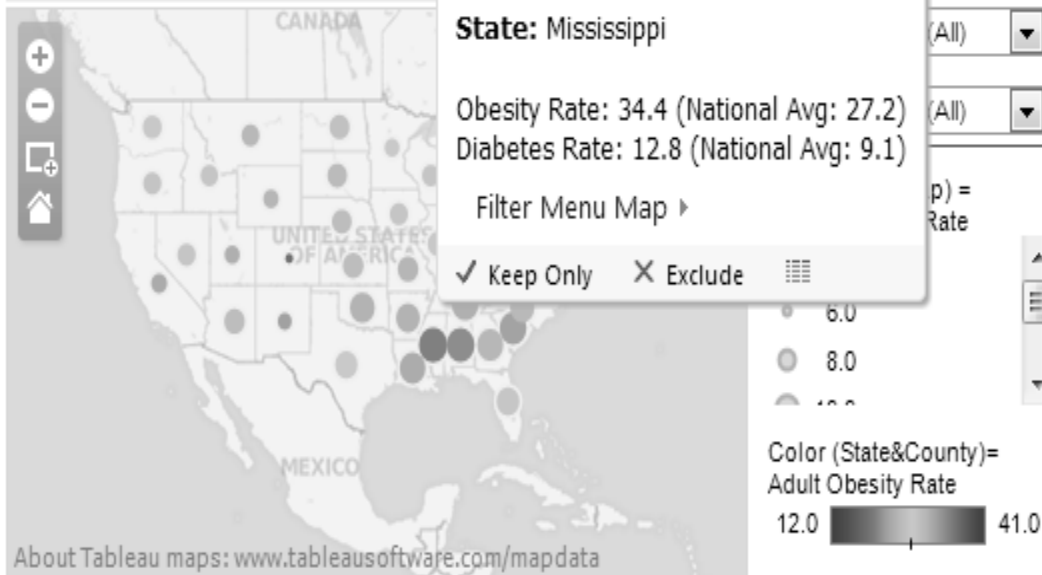 CANADA
State: Mississippi
(All)
Obesity Rate: 34.4 (National Avg: 27.2)
(All)
Diabetes Rate: 12.8 (National Avg: 9.1)
p) =
Rate
Filter Menu Map
UNITED STATES
OF AMERICA
Keep Only
Exclude
6.0
8.0
Color (State&County)=
Adult Obesity Rate
MEXICO
12.0
41.0
About Tableau maps: www.tableausoftware.com/mapdata